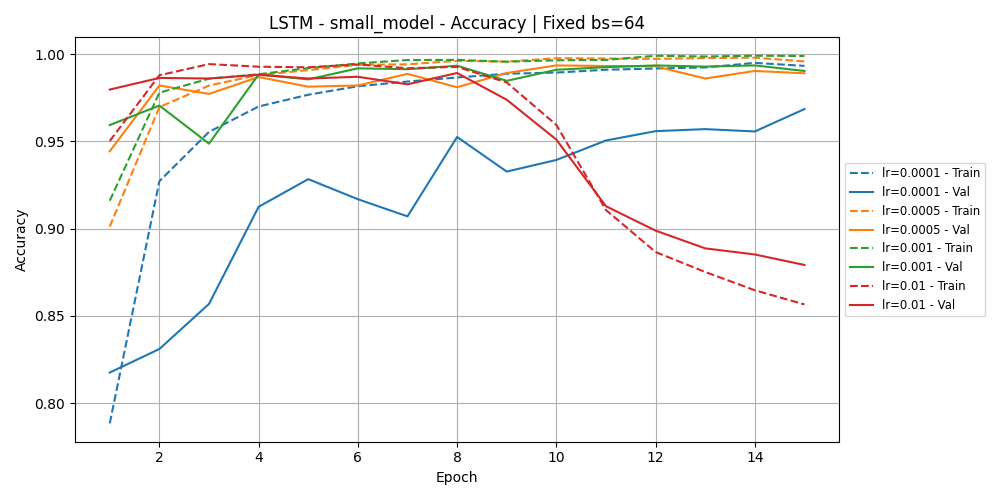 LSTM - small_model - Accuracy | Fixed bs=64
Accuracy
1.00
0.95
0.90
0.85
0.80
2 4 6 8 10 12 14
Epoch
lr=0.0001 - Train
lr=0.0001 - Val
lr=0.0005 - Train
lr=0.0005 - Val
lr=0.001 - Train
lr=0.001 - Val
lr=0.01 - Train
lr=0.01 - Val